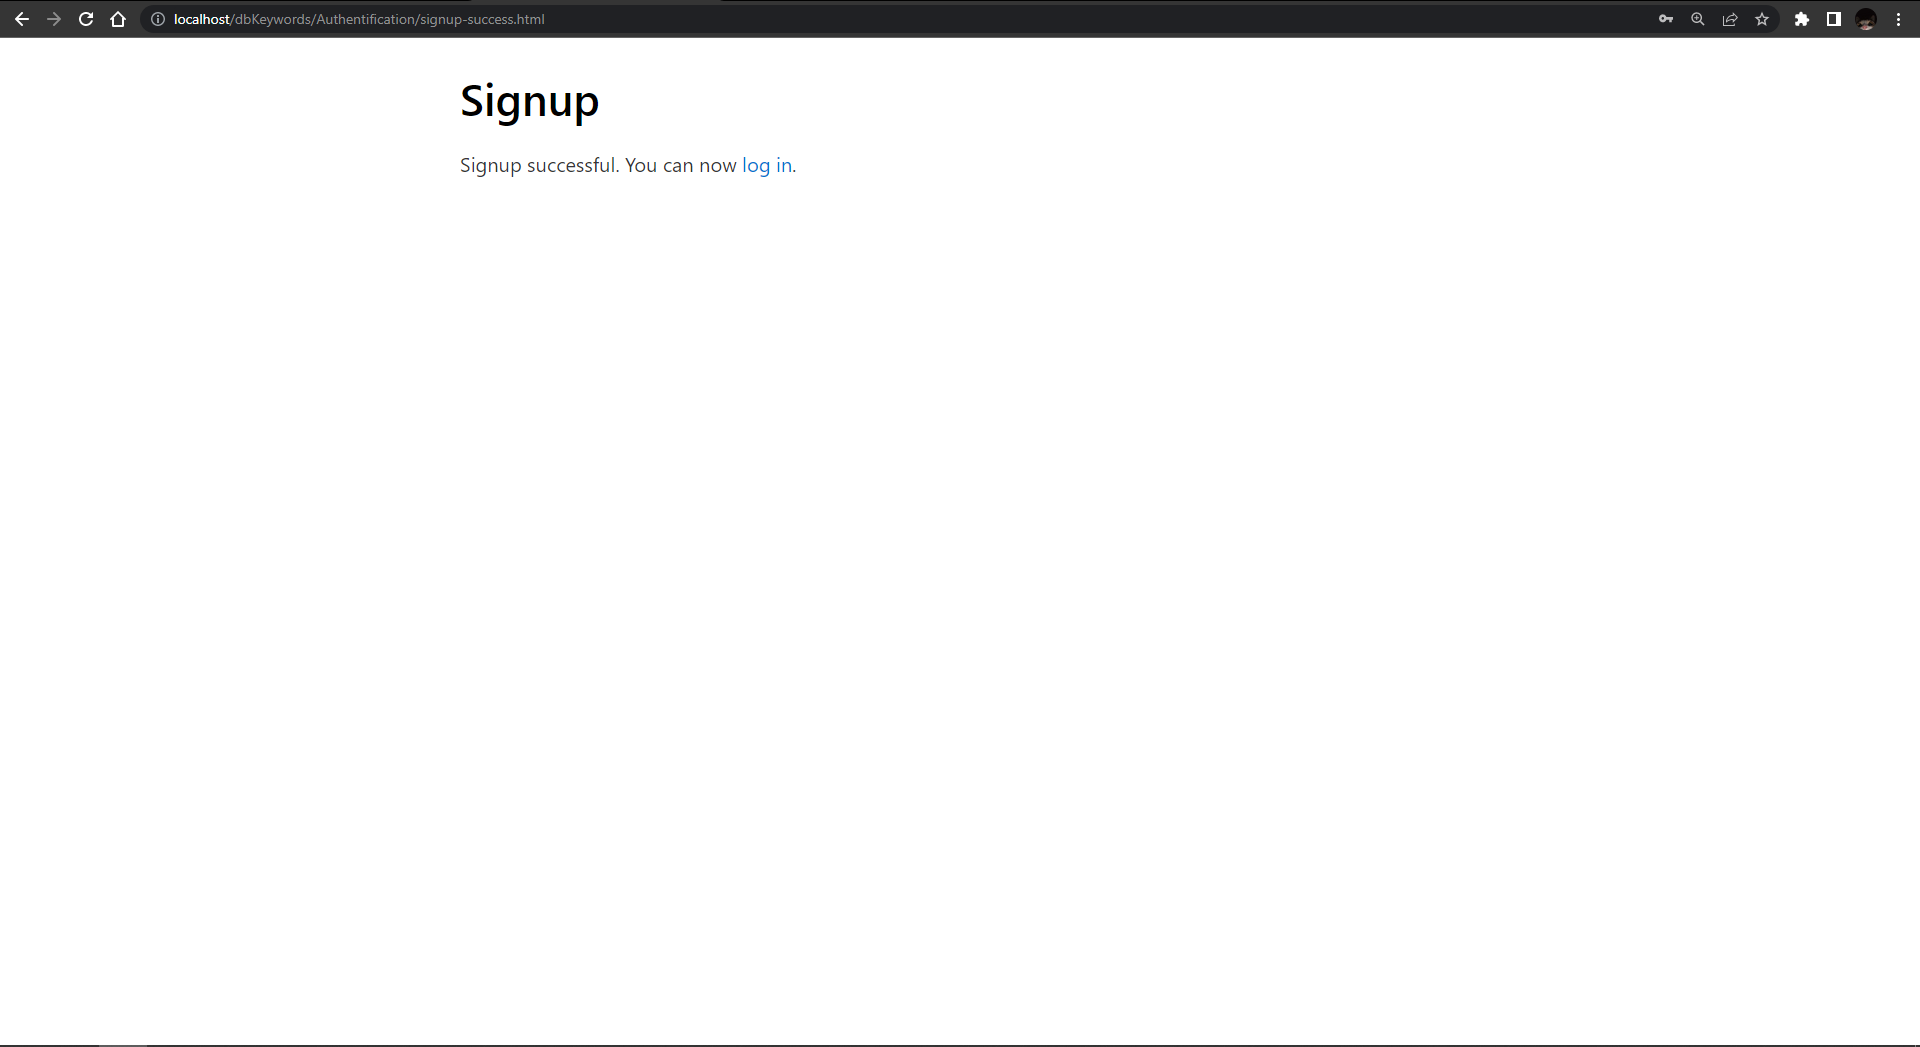 localhost/dbKeywords/Authentification/signup-success.html
Signup
Signup successful. You can now log in.